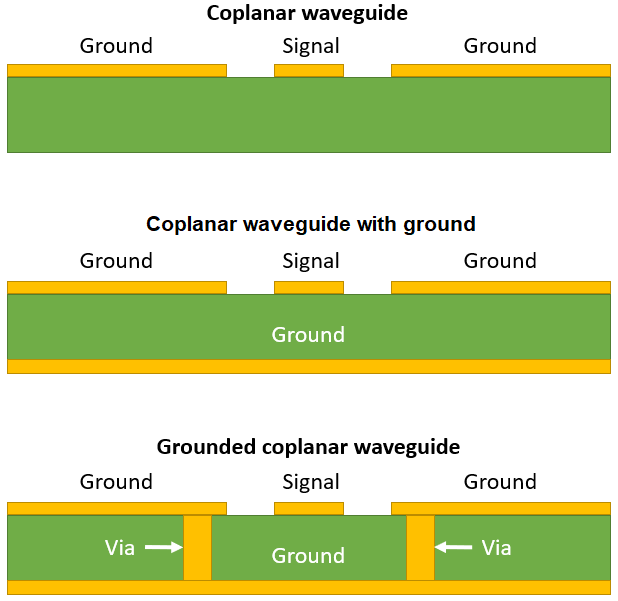 Coplanar waveguide
Ground Signal Ground
Coplanar waveguide with ground
Ground Signal Ground
Ground
Grounded coplanar waveguide
Ground Signal Ground
Via Ground Via